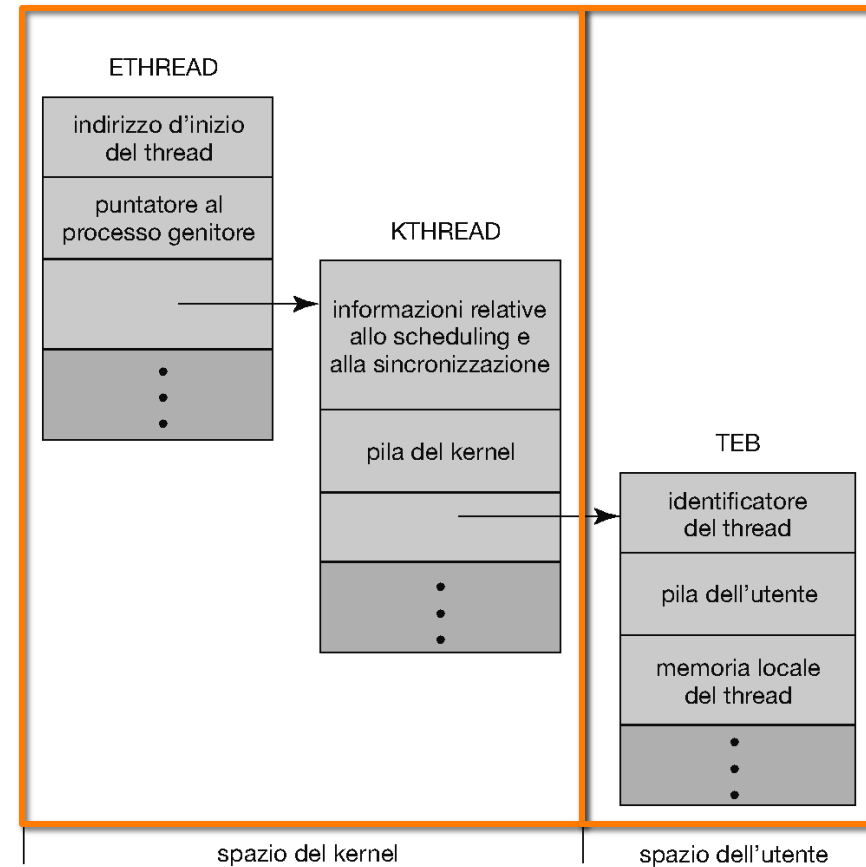 ETHREAD
indirizzo d'inizio
del thread
puntatore al
processo genitore
KTHREAD
informazioni relative
allo scheduling e
alla sincronizzazione
pila del kernel
TEB
identificatore
del thread
pila dell'utente
memoria locale
del thread
spazio del kernel
spazio dell'utente